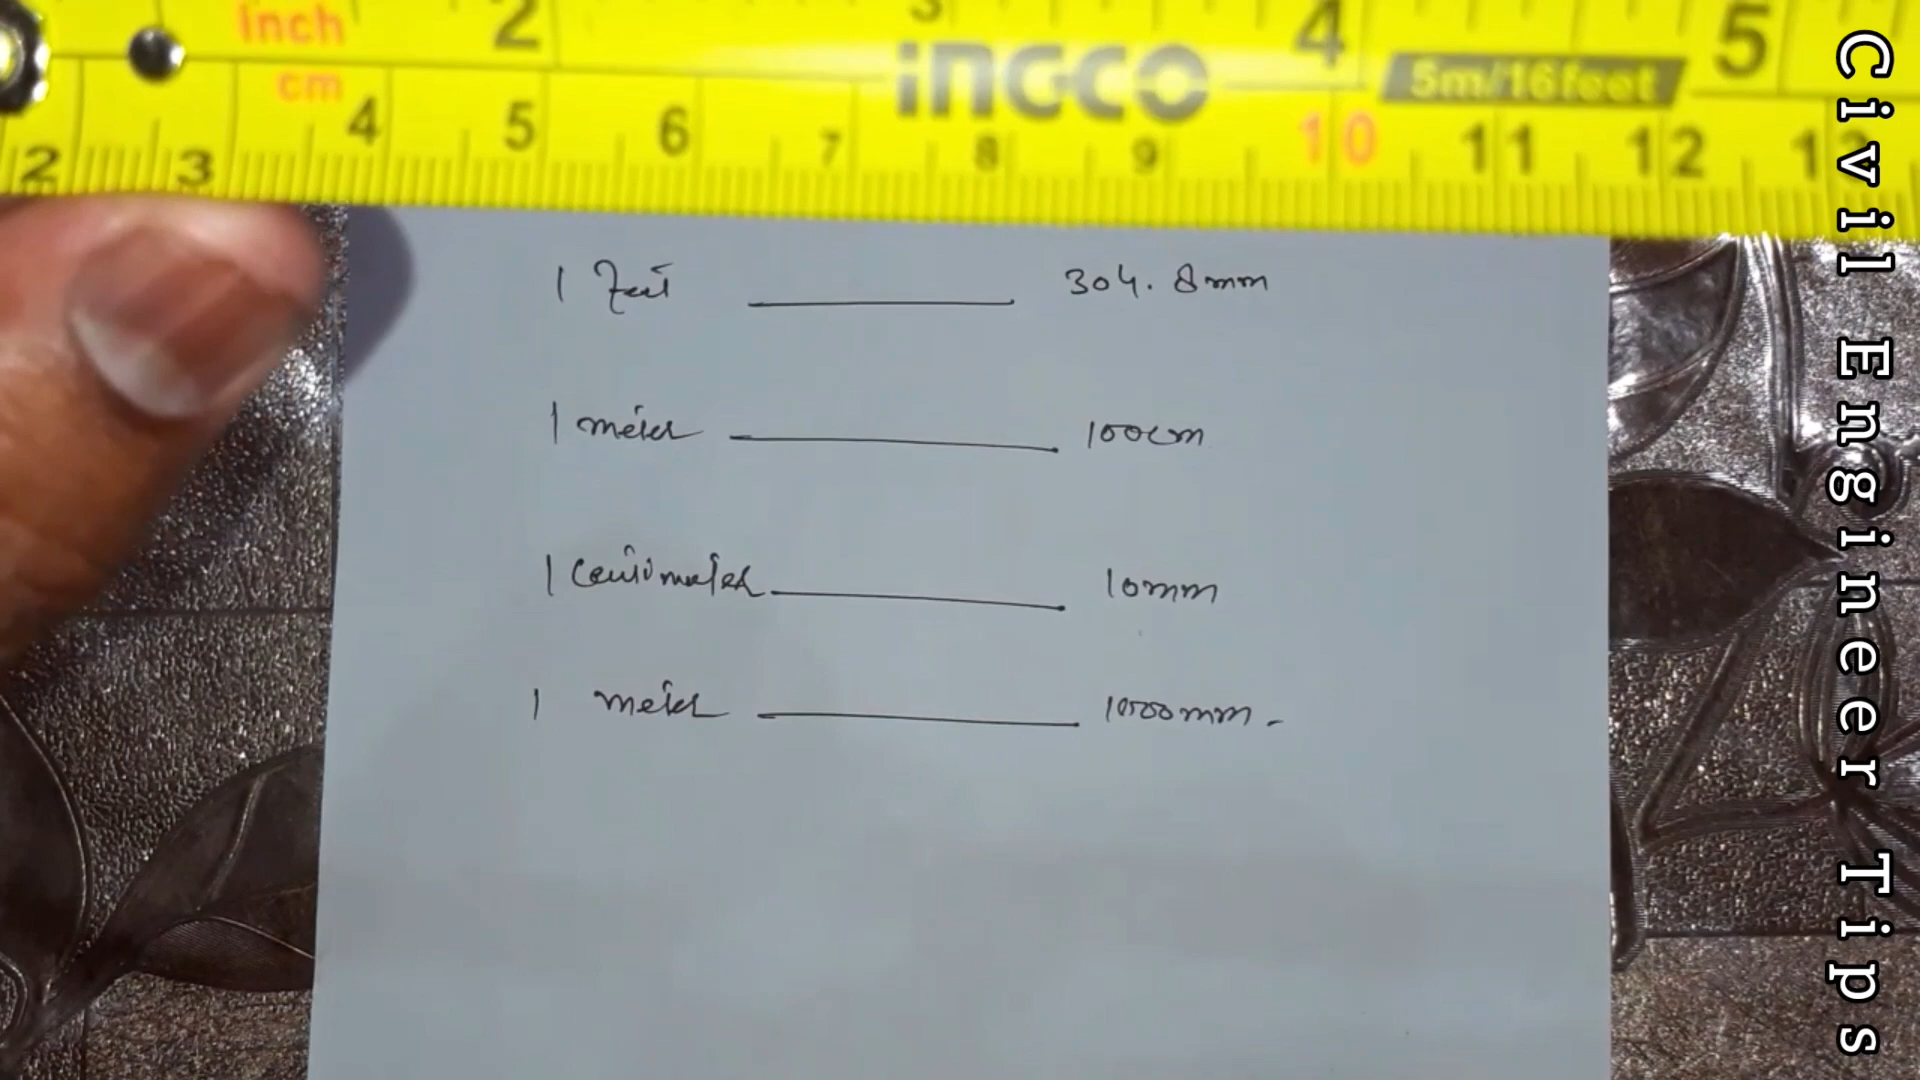 inch 2 3 4 5
ingco 5m/16feet
cm
2 3 4 5 6 7 8 9 10 11 12
1 Feet 304.8mm
1 meter 100cm
1 Centimeter 10mm
1 meter 1000mm.
Civil Engineer Tips